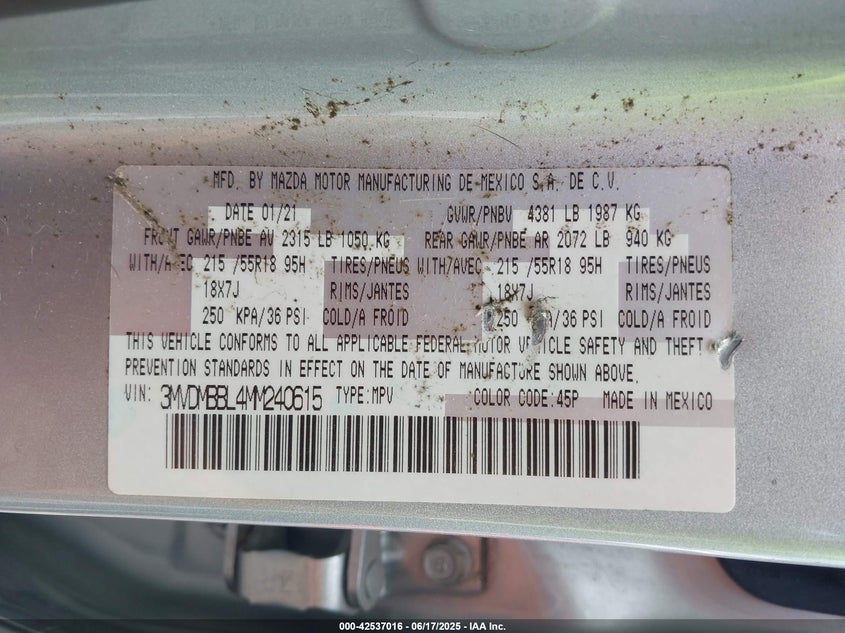 MFD. BY MAZDA MOTOR MANUFACTURING DE MEXICO S.A. DE C.V.
DATE 01/21 GVWR/PNBV 4381 LB 1987 KG
FRONT GAWR/PNBE AV 2315 LB 1050 KG REAR GAWR/PNBE AR 2072 LB 940 KG
WITH/AVEC 215 /55R18 95H TIRES/PNEUS WITH/AVEC 215 /55R18 95H TIRES/PNEUS
18X7J RIMS/JANTES 18X7J RIMS/JANTES
250 KPA/36 PSI COLD/A FROID 250 KPA/36 PSI COLD/A FROID
THIS VEHICLE CONFORMS TO ALL APPLICABLE FEDERAL MOTOR VEHICLE SAFETY AND THEFT
PREVENTION STANDARDS IN EFFECT ON THE DATE OF MANUFACTURE SHOWN ABOVE.
VIN: 3MVDMBBL4MM240615 TYPE:MPV COLOR CODE:45P MADE IN MEXICO
000-42537016 - 06/17/2025 - IAA Inc.